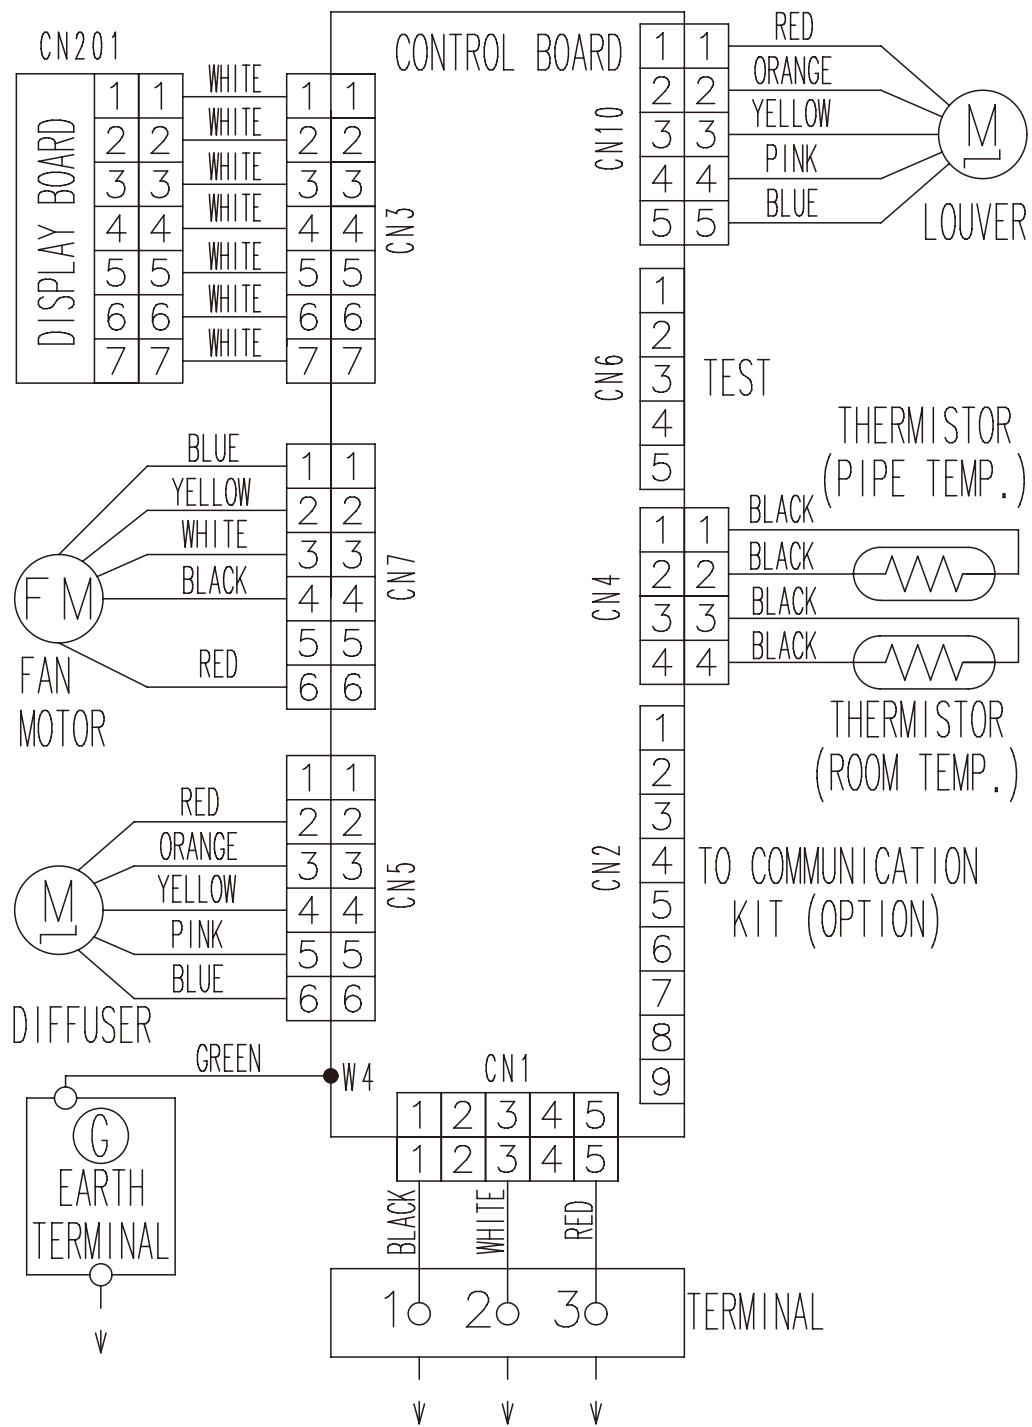 CN201
DISPLAY BOARD
1 1 WHITE 1 1
2 2 WHITE 2 2
3 3 WHITE 3 3
4 4 WHITE 4 4
5 5 WHITE 5 5
6 6 WHITE 6 6
7 7 WHITE 7 7
CN3
CONTROL BOARD
CN10
1 1 RED
2 2 ORANGE
3 3 YELLOW
4 4 PINK
5 5 BLUE
M
LOUVER
CN6
1
2
3
4
5
TEST
THERMISTOR
(PIPE TEMP.)
CN4
1 1 BLACK
2 2 BLACK
3 3 BLACK
4 4 BLACK
THERMISTOR
(ROOM TEMP.)
BLUE 1 1
YELLOW 2 2
WHITE 3 3
BLACK 4 4
5 5
RED 6 6
CN7
FM
FAN
MOTOR
1 1
RED 2 2
ORANGE 3 3
YELLOW 4 4
PINK 5 5
BLUE 6 6
CN5
M
DIFFUSER
CN2
1
2
3
4
5
6
7
8
9
TO COMMUNICATION
KIT (OPTION)
GREEN
W4
G
EARTH
TERMINAL
CN1
1 2 3 4 5
1 2 3 4 5
BLACK
WHITE
RED
1 2 3
TERMINAL